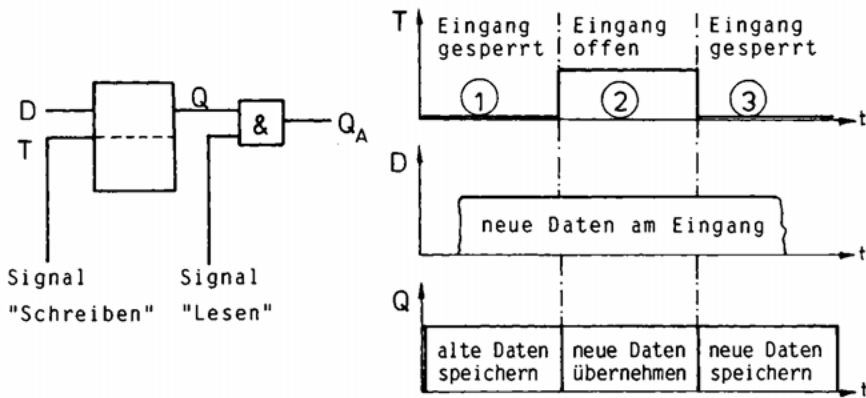 D
T
Q
&
Q_A
Signal
"Schreiben"
Signal
"Lesen"
T
Eingang
gesperrt
Eingang
offen
Eingang
gesperrt
1
2
3
t
D
neue Daten am Eingang
t
Q
alte Daten
speichern
neue Daten
übernehmen
neue Daten
speichern
t